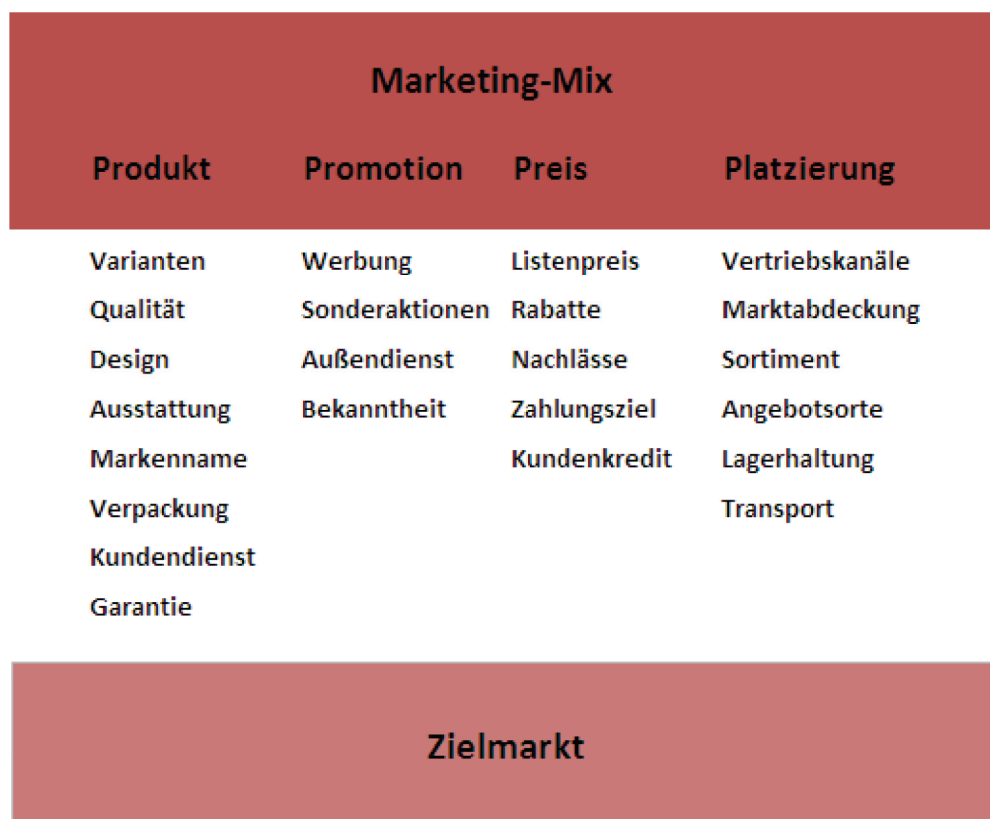 Marketing-Mix
Produkt Promotion Preis Platzierung
Varianten Werbung Listenpreis Vertriebskanäle
Qualität Sonderaktionen Rabatte Marktabdeckung
Design Außendienst Nachlässe Sortiment
Ausstattung Bekanntheit Zahlungsziel Angebotsorte
Markenname Kundenkredit Lagerhaltung
Verpackung Transport
Kundendienst
Garantie
Zielmarkt